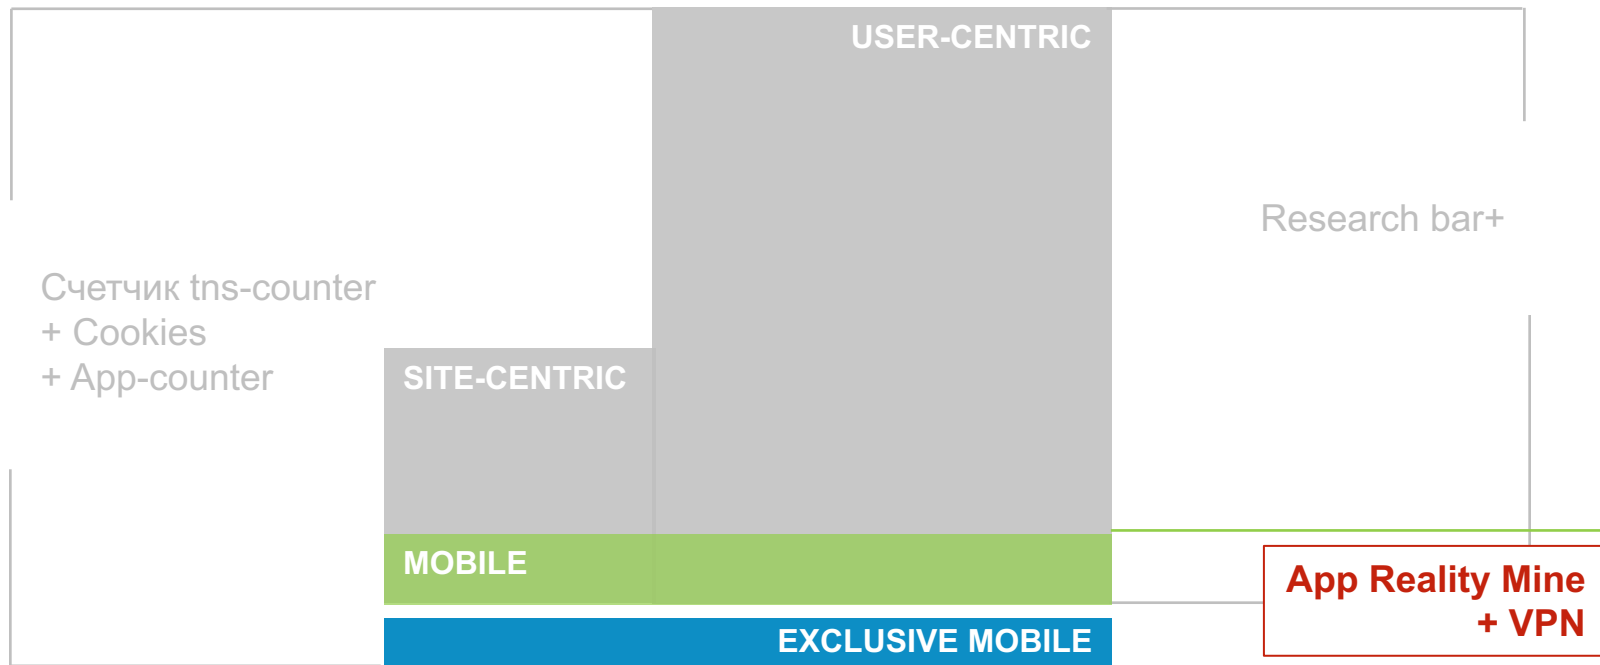 USER-CENTRIC
Research bar+
Счетчик tns-counter
+ Cookies
+ App-counter
SITE-CENTRIC
MOBILE
App Reality Mine
+ VPN
EXCLUSIVE MOBILE